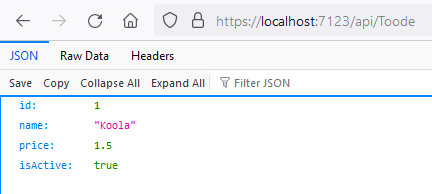 https://localhost:7123/api/Toode
JSON Raw Data Headers
Save Copy Collapse All Expand All Filter JSON
id: 1
name: "Koola"
price: 1.5
isActive: true